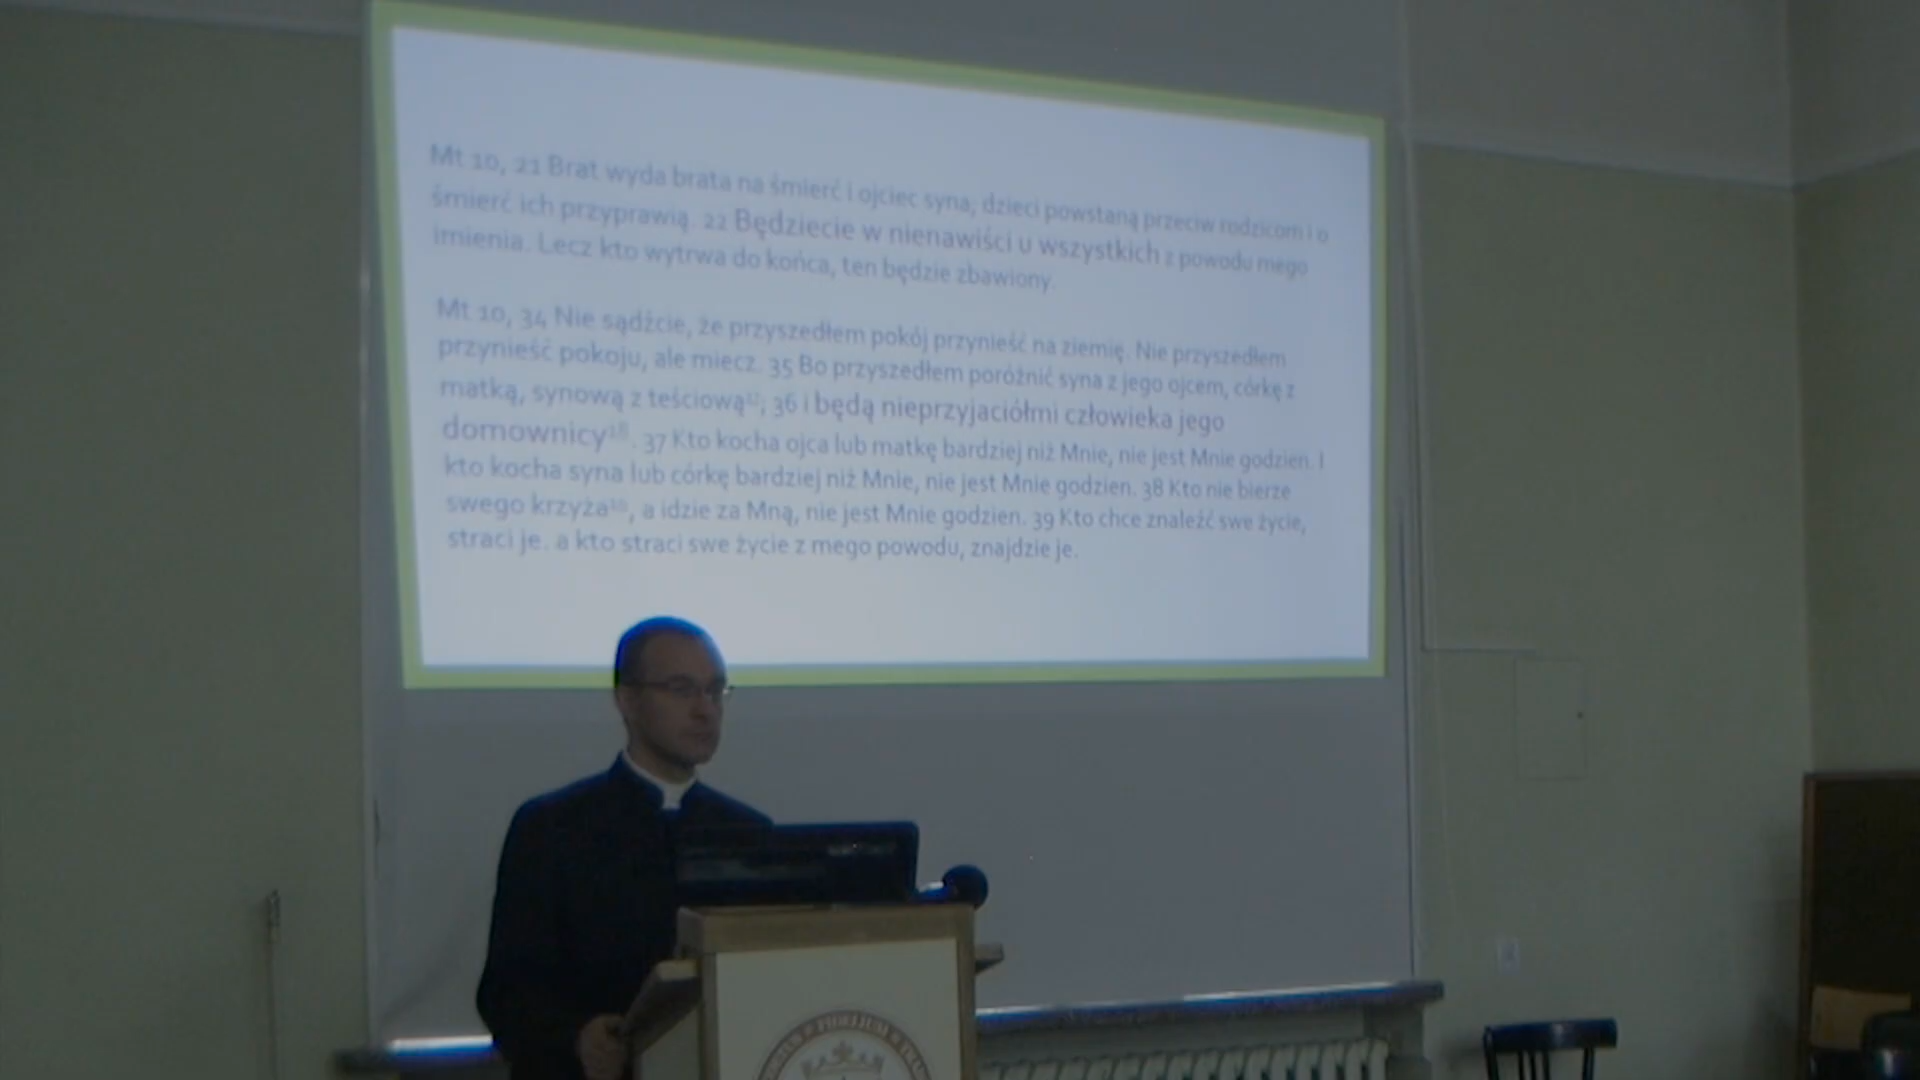 Mt 10, 21 Brat wyda brata na śmierć i ojciec syna; dzieci powstaną przeciw rodzicom i o
śmierć ich przyprawią. 22 Będziecie w nienawiści u wszystkich z powodu mego
imienia. Lecz kto wytrwa do końca, ten będzie zbawiony.
Mt 10, 34 Nie sądźcie, że przyszedłem pokój przynieść na ziemię. Nie przyszedłem
przynieść pokoju, ale miecz. 35 Bo przyszedłem poróżnić syna z jego ojcem, córkę z
matką, synową z teściową; 36 i będą nieprzyjaciółmi człowieka jego
domownicy. 37 Kto kocha ojca lub matkę bardziej niż Mnie, nie jest Mnie godzien. I
kto kocha syna lub córkę bardziej niż Mnie, nie jest Mnie godzien. 38 Kto nie bierze
swego krzyża, a idzie za Mną, nie jest Mnie godzien. 39 Kto chce znaleźć swe życie,
straci je. a kto straci swe życie z mego powodu, znajdzie je.